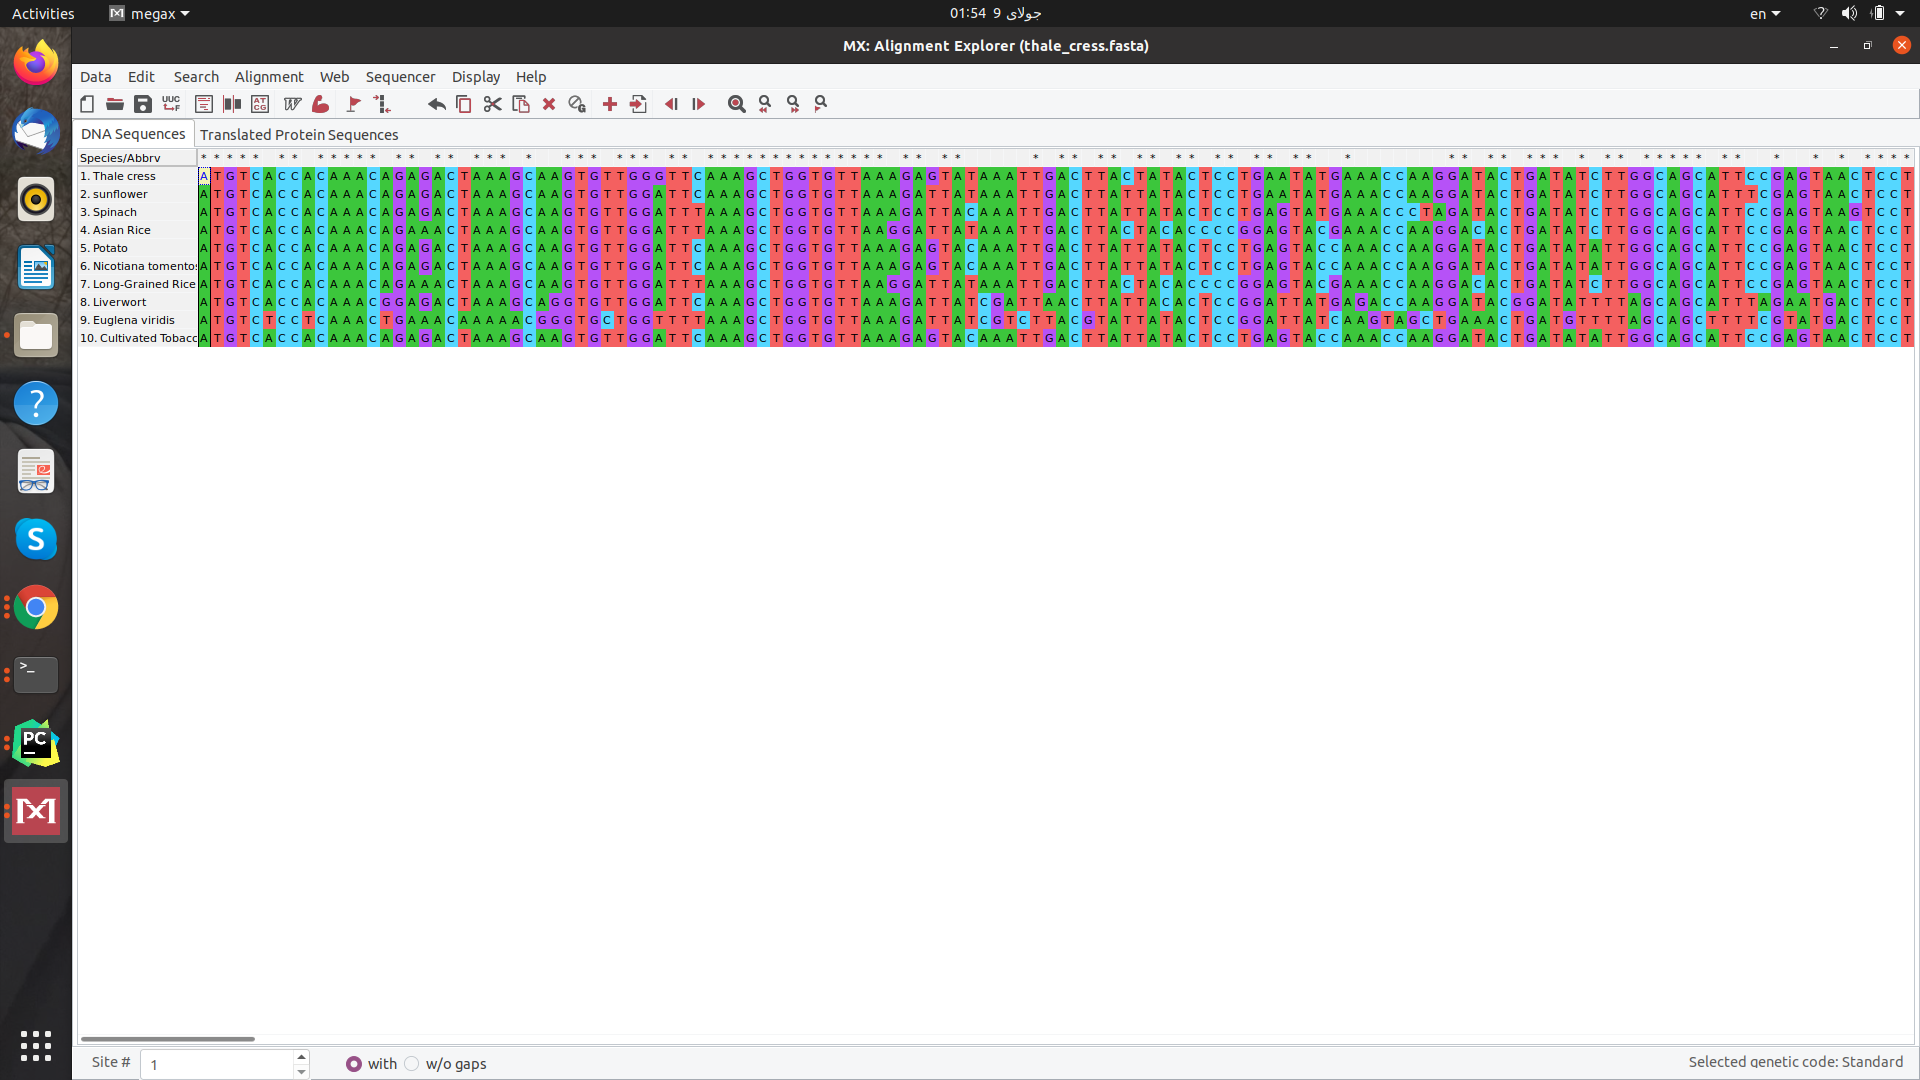 Activities megax 01:54 9 جولای en
MX: Alignment Explorer (thale_cress.fasta)
Data Edit Search Alignment Web Sequencer Display Help
DNA Sequences Translated Protein Sequences
Species/Abbrv * * * * * * * * * * * * * * * * * * * * * * * * * * * * * * * * * * * * * * * * * * * * * * * * * * * * * * * * * * * * * * * * * * * * * * * * * * * * * * * * * * * * * * * * * *
1. Thale cress ATGTCACCACAAACAGAGACTAAAGCAAGTGTTGGGTTCAAAGCTGGTGTTAAAGAGTATAAATTGACTTACTATACTCCTGAATATGAAACCAAGGATACTGATATCTTGGCAGCATTCCGAGTAACTCCT
2. sunflower ATGTCACCACAAACAGAGACTAAAGCAAGTGTTGGATTCAAAGCTGGTGTTAAAGATTATAAATTGACTTATTATACTCCTGAATATGAAACCAAGGATACTGATATCTTGGCAGCATTTCGAGTAACTCCT
3. Spinach ATGTCACCACAAACAGAGACTAAAGCAAGTGTTGGATTTAAAGCTGGTGTTAAAGATTACAAATTGACTTATTATACTCCTGAGTATGAAACCCTAGATACTGATATCTTGGCAGCATTCCGAGTAAGTCCT
4. Asian Rice ATGTCACCACAAACAGAAACTAAAGCAAGTGTTGGATTTAAAGCTGGTGTTAAGGATTATAAATTGACTTACTACACCCCGGAGTACGAAACCAAGGACACTGATATCTTGGCAGCATTCCGAGTAACTCCT
5. Potato ATGTCACCACAAACAGAGACTAAAGCAAGTGTTGGATTCAAAGCTGGTGTTAAAGAGTACAAATTGACTTATTATACTCCTGAGTACCAAACCAAGGATACTGATATATTGGCAGCATTCCGAGTAACTCCT
6. Nicotiana tomentos ATGTCACCACAAACAGAGACTAAAGCAAGTGTTGGATTCAAAGCTGGTGTTAAAGAGTACAAATTGACTTATTATACTCCTGAGTACCAAACCAAGGATACTGATATATTGGCAGCATTCCGAGTAACTCCT
7. Long-Grained Rice ATGTCACCACAAACAGAAACTAAAGCAAGTGTTGGATTTAAAGCTGGTGTTAAGGATTATAAATTGACTTACTACACCCCGGAGTACGAAACCAAGGACACTGATATCTTGGCAGCATTCCGAGTAACTCCT
8. Liverwort ATGTCACCACAAACGGAGACTAAAGCAGGTGTTGGATTCAAAGCTGGTGTTAAAGATTATCGATTAACTTATTACACTCCGGATTATGAGACCAAGGATACGGATATTTTAGCAGCATTTAGAATGACTCCT
9. Euglena viridis ATGTCTCCTCAAACTGAAACAAAAACGGGTGCTGGTTTTAAAGCTGGTGTTAAAGATTATCGTCTTACGTATTATACTCCGGATTATCAAGTAGCTGAAACTGATGTTTTAGCAGCTTTTCGTATGACTCCT
10. Cultivated Tobacc ATGTCACCACAAACAGAGACTAAAGCAAGTGTTGGATTCAAAGCTGGTGTTAAAGAGTACAAATTGACTTATTATACTCCTGAGTACCAAACCAAGGATACTGATATATTGGCAGCATTCCGAGTAACTCCT
Site # 1 with w/o gaps Selected genetic code: Standard